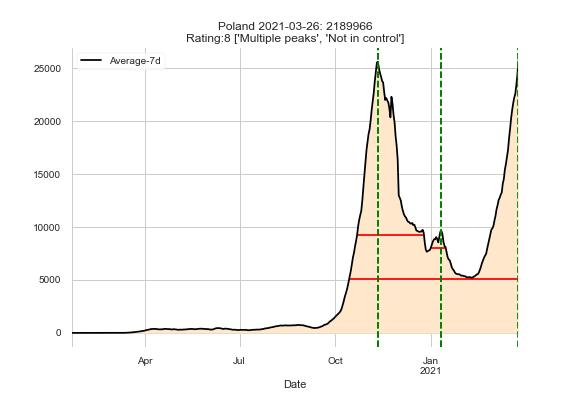 Poland 2021-03-26: 2189966
Rating:8 ['Multiple peaks', 'Not in control']
Average-7d
25000
20000
15000
10000
5000
0
Apr
Jul
Oct
Jan
2021
Date